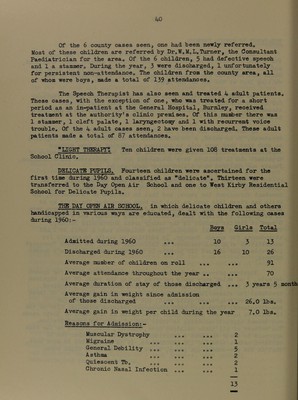 40
Of the 6 county cases seen, one had been newly referred.
Most of these children are referred by Dr.W.M.L.Turner, the Consultant
Paediatrician for the area. Of the 6 children, 5 had defective speech
and 1 a stammer. During the year, 3 were discharged, 1 unfortunately
for persistent non-attendance. The children from the county area, all
of whom were boys, made a total of 139 attendances.
The Speech Therapist has also seen and treated 4 adult patients.
These cases, with the exception of one, who was treated for a short
period as an in-patient at the General Hospital, Burnley, received
treatment at the authority's clinic premises. Of this number there was
1 stammer, 1 cleft palate, 1 laryngectomy and 1 with recurrent voice
trouble. Of the 4 adult cases seen, 2 have been discharged. These adult
patients made a total of 87 attendances.
"LIGHT THERAPY Ten children were given 108 treatments at the
School Clinic.
DELICATE PUPILS. Fourteen children were ascertained for the
first time during 1960 and classified as "delicate". Thirteen were
transferred to the Day Open Air School and one to West Kirby Residential
School for Delicate Pupils.
THE DAY OPEN AIR SCHOOL, in which delicate children and others
handicapped in various ways are educated, dealt with the following cases
during 1960:-
Boys Girls Total
Admitted during 1960 ... 10 3 13
Discharged during 1960 ... 16 10 26
Average number of children on roll ... ... 91
Average attendance throughout the year .. ... 70
Average duration of stay of those discharged ... 3 years 5 month
Average gain in weight since admission
of those discharged ... ... ... 26.0 lbs.
Average gain in weight per child during the year 7.0 lbs.
Reasons for Admission:-
Muscular Dystrophy ... ... 2
Migraine ... ... ... 1
General Debility ... ... ... 5
Asthma ... ... ... 2
Quiescent Tb. ... ... ... 2
Chronic Nasal Infection ... ... 1
13